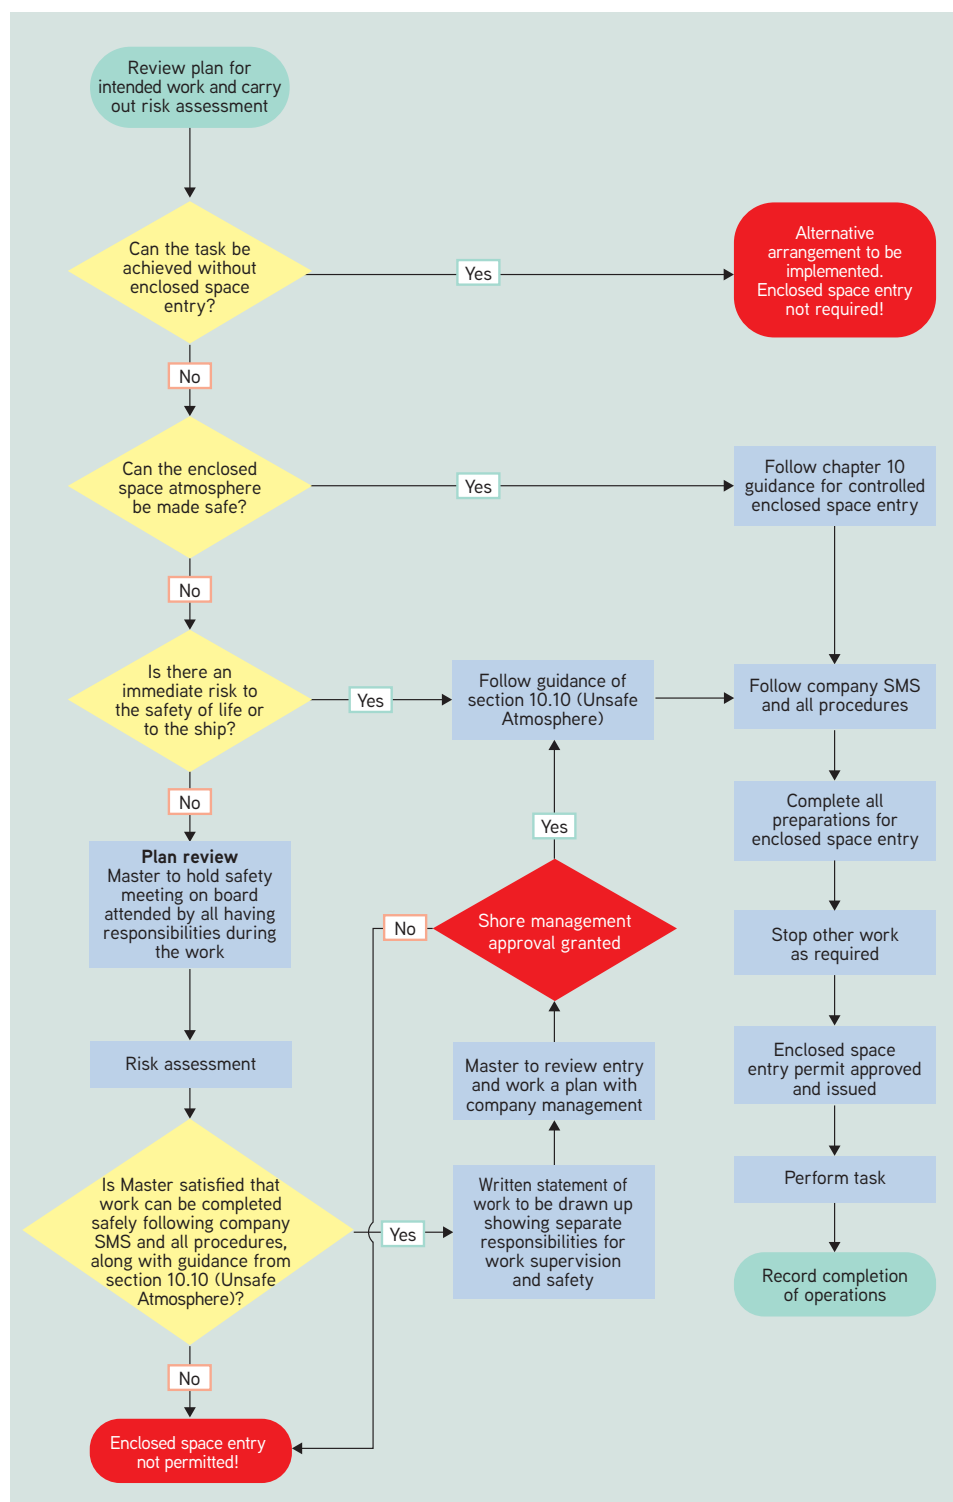 Review plan for
intended work and carry
out risk assessment
Can the task be
achieved without
enclosed space
entry?
Yes
Alternative
arrangement to be
implemented.
Enclosed space entry
not required!
No
Can the enclosed
space atmosphere
be made safe?
Yes
Follow chapter 10
guidance for controlled
enclosed space entry
No
Is there an
immediate risk to
the safety of life or
to the ship?
Yes
Follow guidance of
section 10.10 (Unsafe
Atmosphere)
Follow company SMS
and all procedures
No
Plan review
Master to hold safety
meeting on board
attended by all having
responsibilities during
the work
Yes
Complete all
preparations for
enclosed space entry
No
Shore management
approval granted
Stop other work
as required
Risk assessment
Master to review entry
and work a plan with
company management
Enclosed space
entry permit approved
and issued
Is Master satisfied that
work can be completed
safely following company
SMS and all procedures,
along with guidance from
section 10.10 (Unsafe
Atmosphere)?
Yes
Written statement of
work to be drawn up
showing separate
responsibilities for
work supervision
and safety
Perform task
Record completion
of operations
No
Enclosed space entry
not permitted!